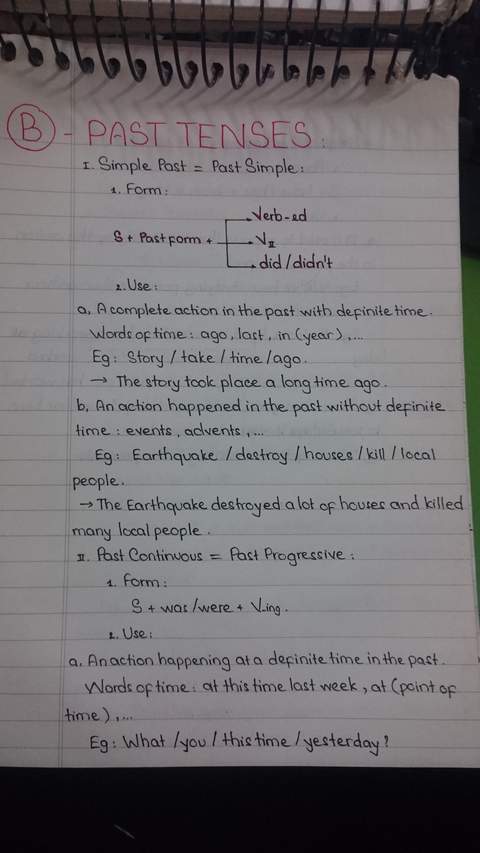 B - PAST TENSES:
I. Simple Past = Past Simple:
1. Form:
Verb-ed
S + Past form + V_II
did / didn't
2. Use:
a. A complete action in the past with definite time.
Words of time: ago, last, in (year),...
Eg: Story / take / time / ago.
→ The story took place a long time ago.
b. An action happened in the past without definite
time: events, advents,...
Eg: Earthquake / destroy / houses / kill / local
people.
→ The Earthquake destroyed a lot of houses and killed
many local people.
II. Past Continuous = Past Progressive:
1. Form:
S + was / were + V-ing.
2. Use:
a. An action happening at a definite time in the past.
Words of time: at this time last week, at (point of
time),...
Eg: What / you / this time / yesterday?